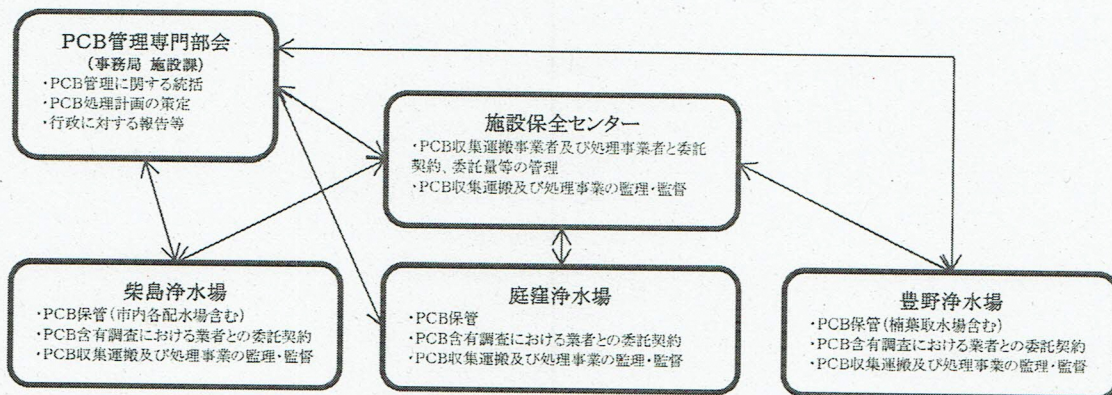 PCB管理専門部会
(事務局 施設課)
・PCB管理に関する統括
・PCB処理計画の策定
・行政に対する報告等
施設保全センター
・PCB収集運搬事業者及び処理事業者と委託
契約、委託量等の管理
・PCB収集運搬及び処理事業の監理・監督
柴島浄水場
・PCB保管(市内各配水場含む)
・PCB含有調査における業者との委託契約
・PCB収集運搬及び処理事業の監理・監督
庭窪浄水場
・PCB保管
・PCB含有調査における業者との委託契約
・PCB収集運搬及び処理事業の監理・監督
豊野浄水場
・PCB保管(楠葉取水場含む)
・PCB含有調査における業者との委託契約
・PCB収集運搬及び処理事業の監理・監督